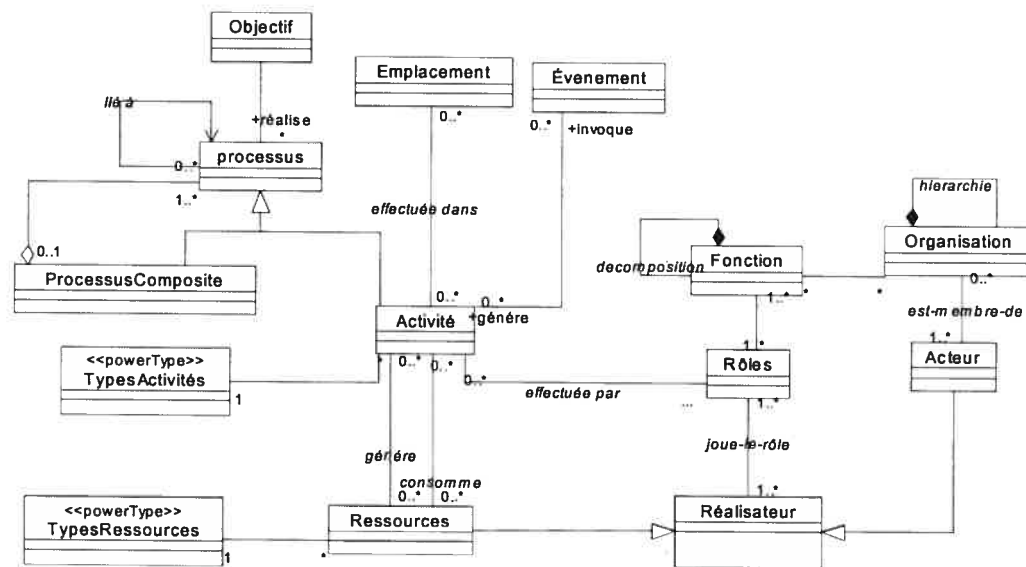 Objectif
Emplacement
Évenement
lié à
+réalise
*
0..*
0..*
+invoque
processus
0..*
1..*
hierarchie
effectuée dans
0..1
ProcessusComposite
decomposition
Fonction
Organisation
1..*
*
*
0..*
0..*
0..*
+génére
Activité
est-membre-de
1..*
1..*
<<powerType>>
TypesActivités
1
*
0..*
0..*
0..*
effectuée par
Rôles
...
1..*
Acteur
génére
consomme
joue-le-rôle
0..*
0..*
1..*
<<powerType>>
TypesRessources
1
*
Ressources
Réalisateur